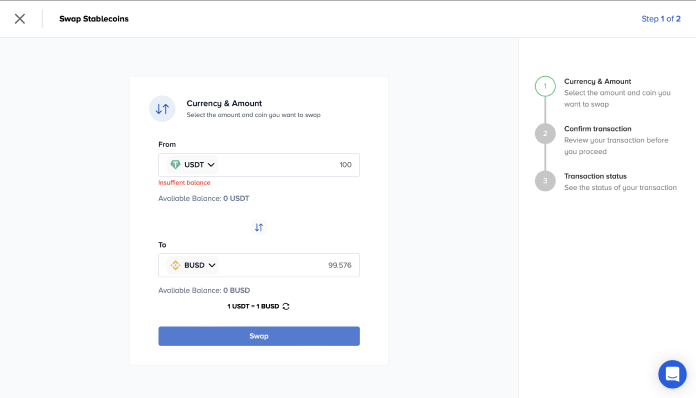 Swap Stablecoins
Step 1 of 2
Currency & Amount
Select the amount and coin you want to swap
From
USDT
100
Insuffient balance
Avaliable Balance: 0 USDT
To
BUSD
99.576
Avaliable Balance: 0 BUSD
1 USDT = 1 BUSD
Swap
1
Currency & Amount
Select the amount and coin you
want to swap
2
Confirm transaction
Review your transaction before
you proceed
3
Transaction status
See the status of your transaction